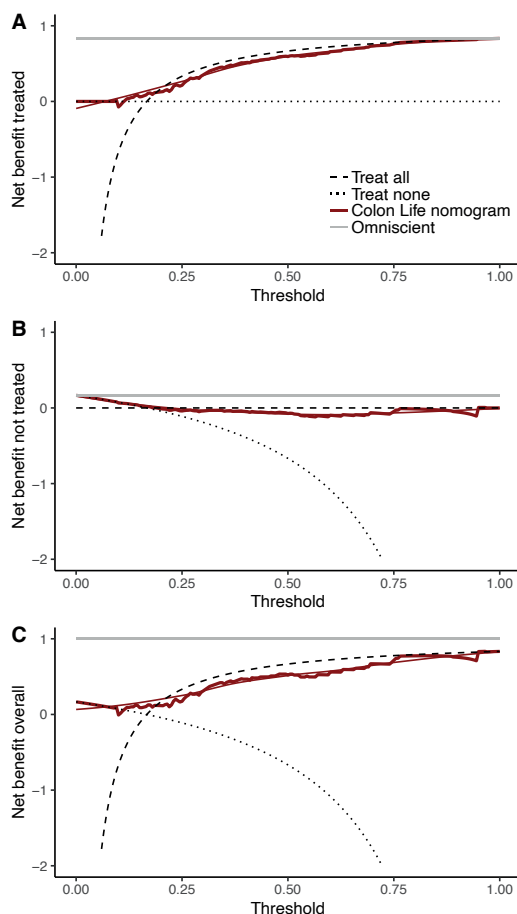 A
Net benefit treated
1
0
−1
−2
Treat all
Treat none
Colon Life nomogram
Omniscient
0.00 0.25 0.50 0.75 1.00
Threshold
B
Net benefit not treated
1
0
−1
−2
0.00 0.25 0.50 0.75 1.00
Threshold
C
Net benefit overall
1
0
−1
−2
0.00 0.25 0.50 0.75 1.00
Threshold